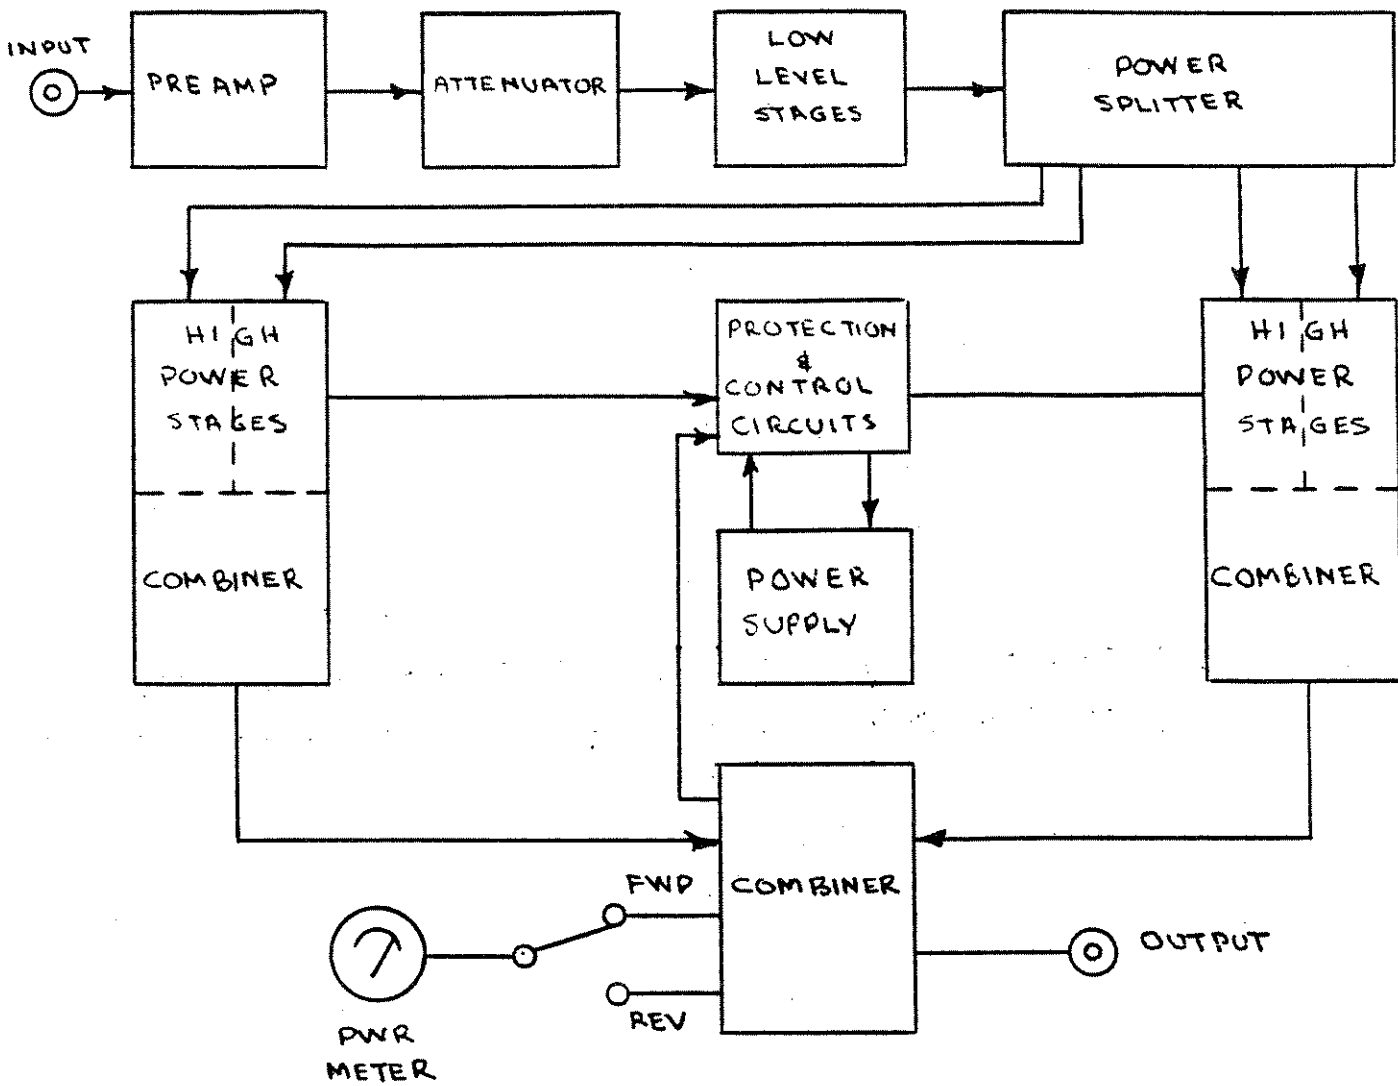 INPUT
PREAMP
ATTENUATOR
LOW
LEVEL
STAGES
POWER
SPLITTER
HIGH
POWER
STAGES
COMBINER
PROTECTION
&
CONTROL
CIRCUITS
POWER
SUPPLY
HIGH
POWER
STAGES
COMBINER
COMBINER
FWD
REV
PWR
METER
OUTPUT